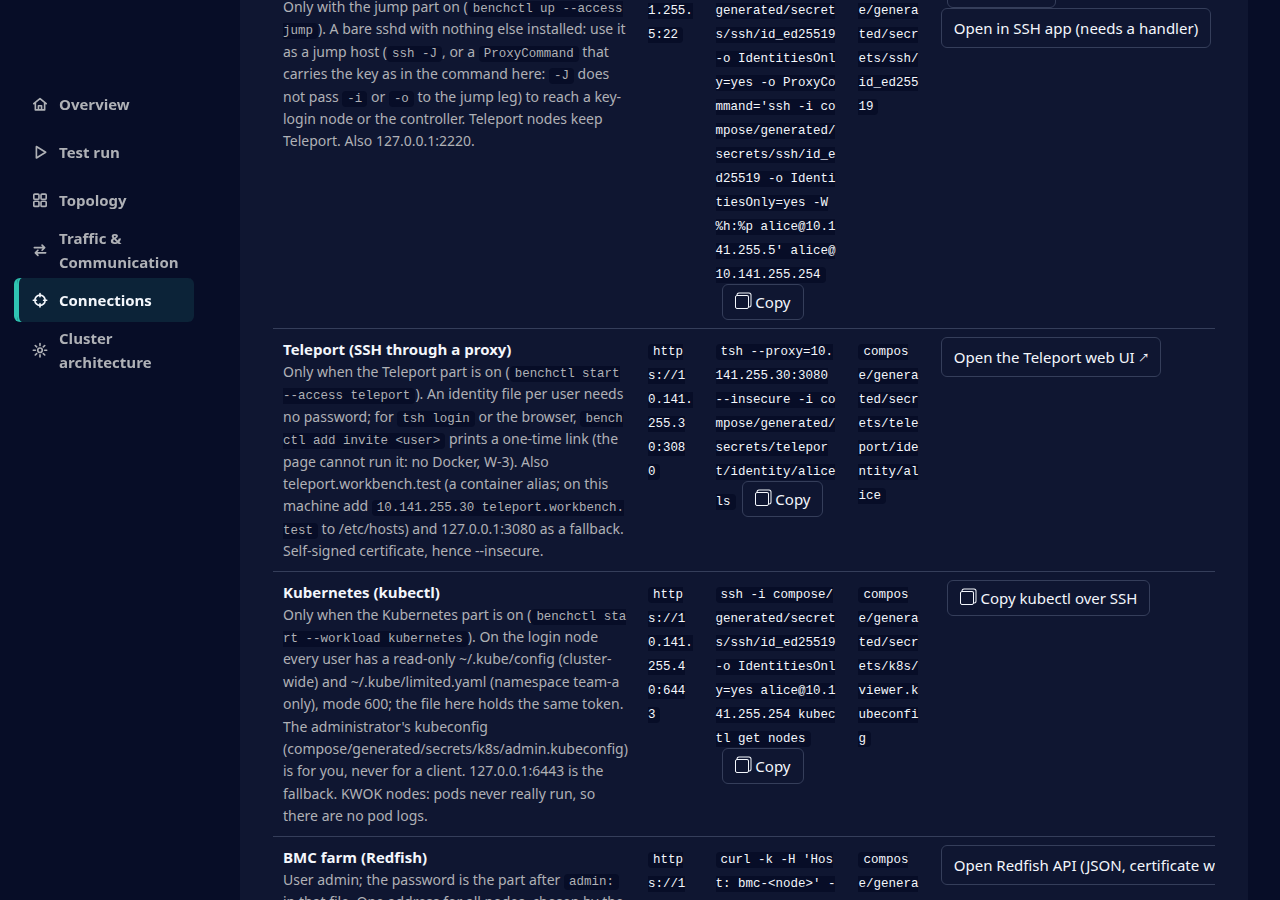 Overview
Test run
Topology
Traffic &
Communication
Connections
Cluster
architecture
Only with the jump part on ( benchctl up --access
jump ). A bare sshd with nothing else installed: use it
as a jump host ( ssh -J , or a ProxyCommand that
carries the key as in the command here: -J does
not pass -i or -o to the jump leg) to reach a key-
login node or the controller. Teleport nodes keep
Teleport. Also 127.0.0.1:2220.
1.255.
5:22
generated/secret
s/ssh/id_ed25519
-o IdentitiesOnl
y=yes -o ProxyCo
mmand='ssh -i co
mpose/generated/
secrets/ssh/id_e
d25519 -o Identi
tiesOnly=yes -W
%h:%p alice@10.1
41.255.5' alice@
10.141.255.254
Copy
e/genera
ted/secr
ets/ssh/
id_ed255
19
Open in SSH app (needs a handler)
Teleport (SSH through a proxy)
Only when the Teleport part is on ( benchctl start
--access teleport ). An identity file per user needs
no password; for tsh login or the browser, bench
ctl add invite <user> prints a one-time link (the
page cannot run it: no Docker, W-3). Also
teleport.workbench.test (a container alias; on this
machine add 10.141.255.30 teleport.workbench.
test to /etc/hosts) and 127.0.0.1:3080 as a fallback.
Self-signed certificate, hence --insecure.
http
s://1
0.141.
255.3
0:308
0
tsh --proxy=10.
141.255.30:3080
--insecure -i co
mpose/generated/
secrets/telepor
t/identity/alice
ls Copy
compos
e/genera
ted/secr
ets/tele
port/ide
ntity/al
ice
Open the Teleport web UI ↗
Kubernetes (kubectl)
Only when the Kubernetes part is on ( benchctl sta
rt --workload kubernetes ). On the login node
every user has a read-only ~/.kube/config (cluster-
wide) and ~/.kube/limited.yaml (namespace team-a
only), mode 600; the file here holds the same token.
The administrator's kubeconfig
(compose/generated/secrets/k8s/admin.kubeconfig)
is for you, never for a client. 127.0.0.1:6443 is the
fallback. KWOK nodes: pods never really run, so
there are no pod logs.
http
s://1
0.141.
255.4
0:644
3
ssh -i compose/
generated/secret
s/ssh/id_ed25519
-o IdentitiesOnl
y=yes alice@10.1
41.255.254 kubec
tl get nodes
Copy
compos
e/genera
ted/secr
ets/k8s/
viewer.k
ubeconfi
g
Copy kubectl over SSH
BMC farm (Redfish)
User admin; the password is the part after admin:
http
s://1
curl -k -H 'Hos
t: bmc-<node>' -
compos
e/genera
Open Redfish API (JSON, certificate w